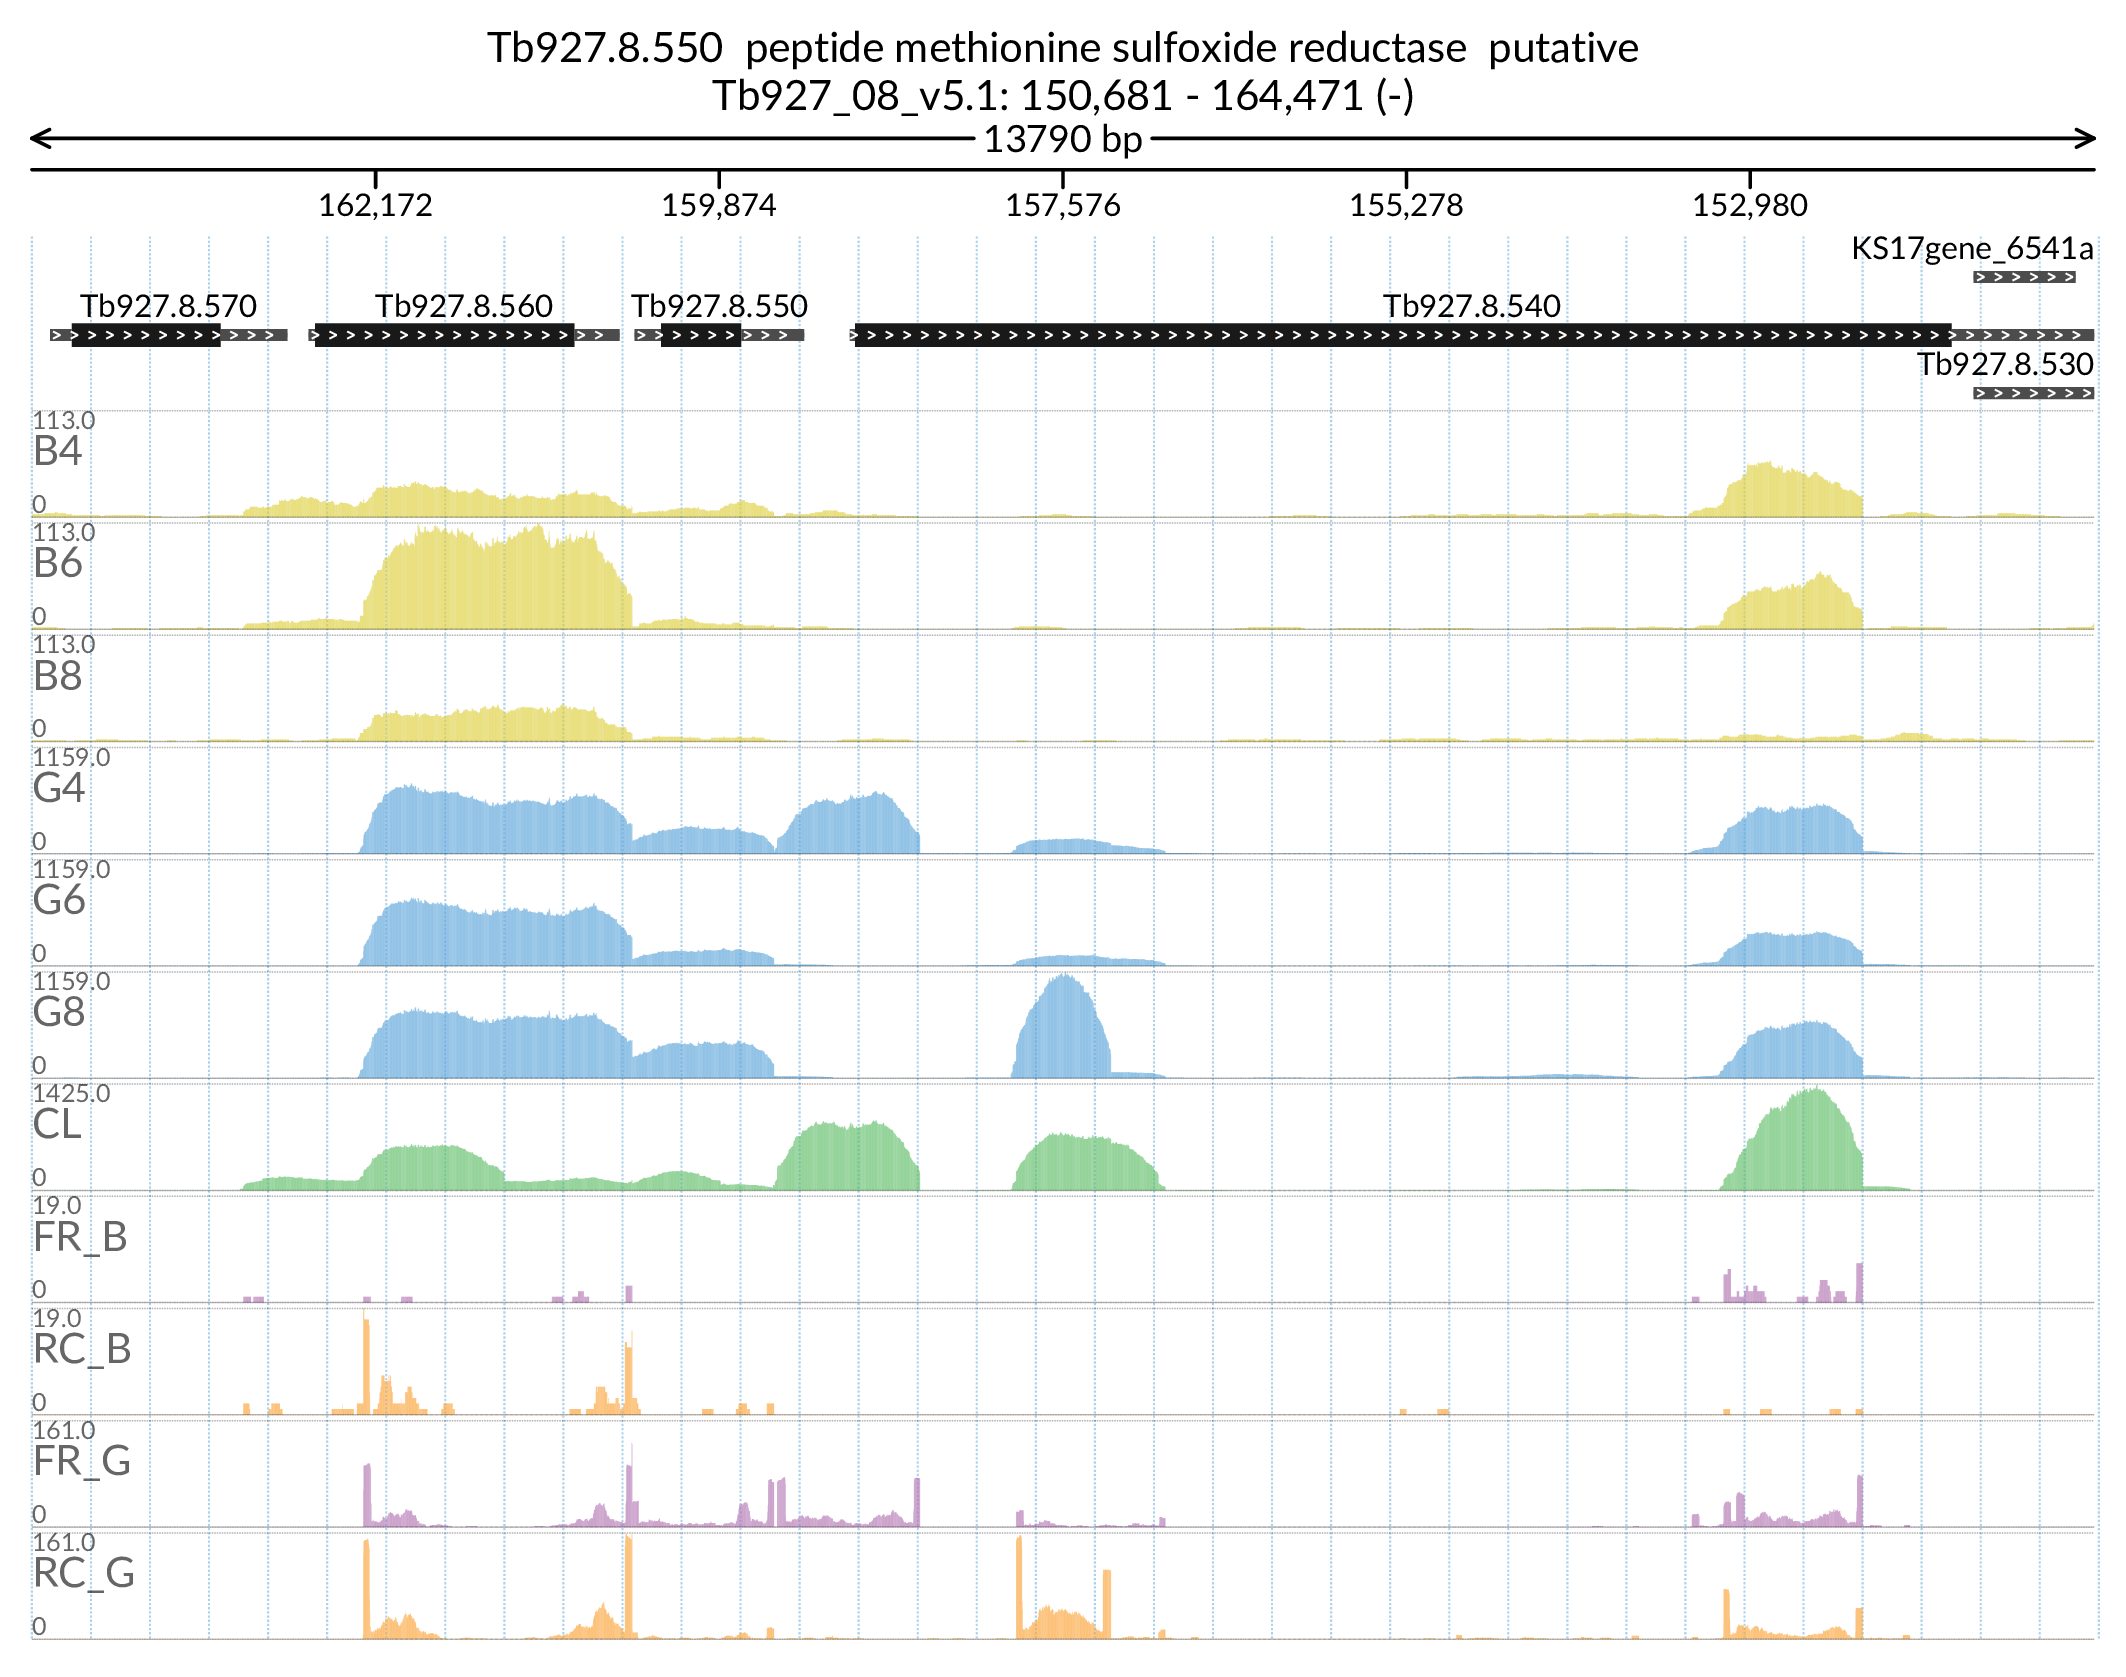 Tb927.8.550 peptide methionine sulfoxide reductase putative
Tb927_08_v5.1: 150,681 - 164,471 (-)
13790 bp
162,172 159,874 157,576 155,278 152,980
KS17gene_6541a
Tb927.8.570 Tb927.8.560 Tb927.8.550 Tb927.8.540
Tb927.8.530
113.0
B4
0
113.0
B6
0
113.0
B8
0
1159.0
G4
0
1159.0
G6
0
1159.0
G8
0
1425.0
CL
0
19.0
FR_B
0
19.0
RC_B
0
161.0
FR_G
0
161.0
RC_G
0